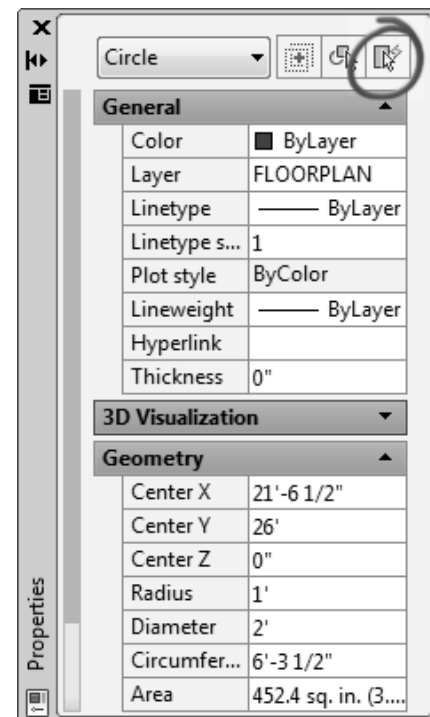 Circle
General
Color ByLayer
Layer FLOORPLAN
Linetype ByLayer
Linetype s... 1
Plot style ByColor
Lineweight ByLayer
Hyperlink
Thickness 0"
3D Visualization
Geometry
Center X 21'-6 1/2"
Center Y 26'
Center Z 0"
Radius 1'
Diameter 2'
Circumfer... 6'-3 1/2"
Area 452.4 sq. in. (3....
Properties